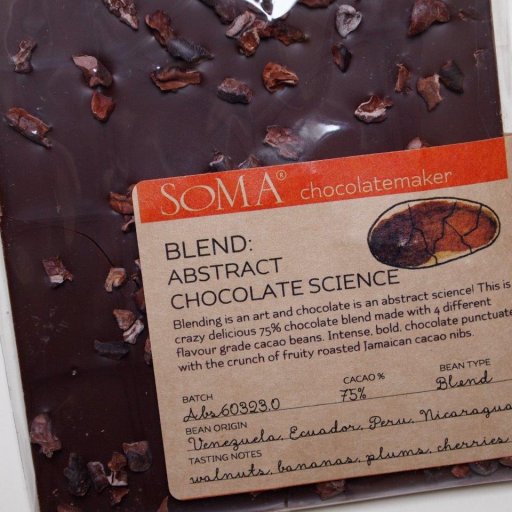 SOMA® chocolatemaker
BLEND:
ABSTRACT
CHOCOLATE SCIENCE
Blending is an art and chocolate is an abstract science! This is
crazy delicious 75% chocolate blend made with 4 different
flavour grade cacao beans. Intense, bold, chocolate punctuate
with the crunch of fruity roasted Jamaican cacao nibs.
BATCH CACAO % BEAN TYPE
Abs60323.0 75% Blend
BEAN ORIGIN
Venezuela, Ecuador, Peru, Nicaragua
TASTING NOTES
walnuts, bananas, plums, cherries